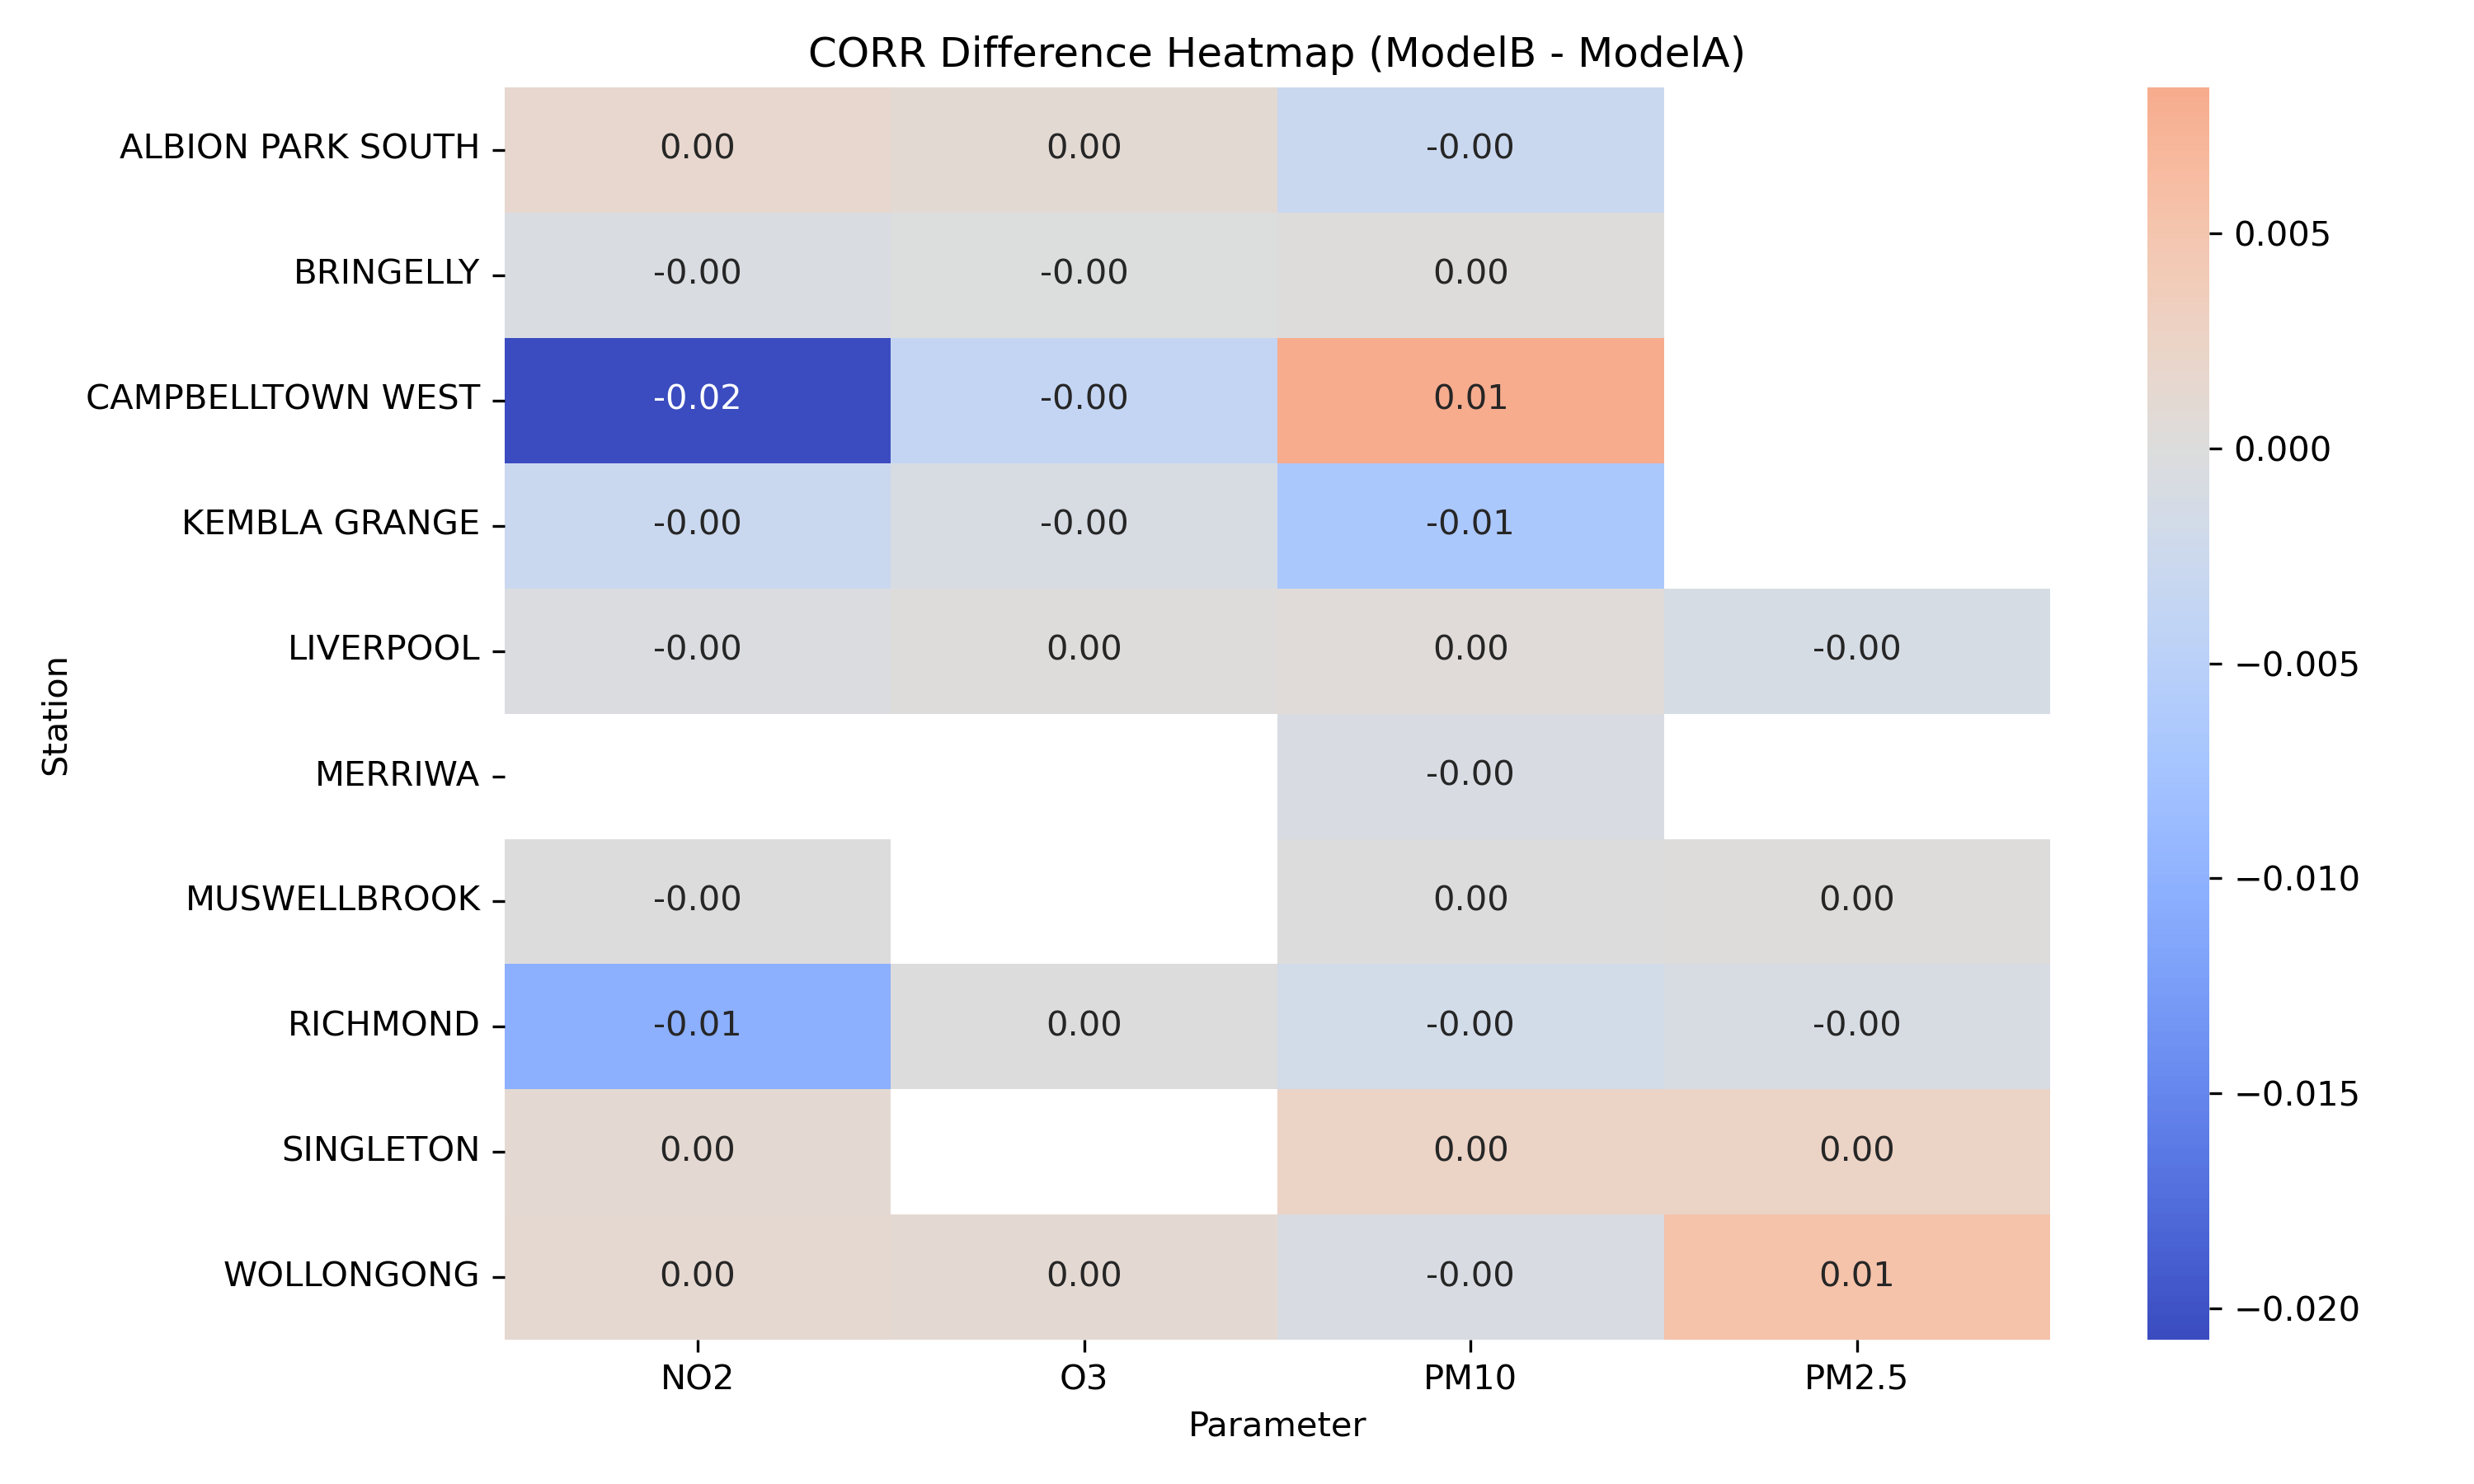 CORR Difference Heatmap (ModelB - ModelA)
ALBION PARK SOUTH 0.00 0.00 -0.00
BRINGELLY -0.00 -0.00 0.00
CAMPBELLTOWN WEST -0.02 -0.00 0.01
KEMBLA GRANGE -0.00 -0.00 -0.01
LIVERPOOL -0.00 0.00 0.00 -0.00
MERRIWA -0.00
MUSWELLBROOK -0.00 0.00 0.00
RICHMOND -0.01 0.00 -0.00 -0.00
SINGLETON 0.00 0.00 0.00
WOLLONGONG 0.00 0.00 -0.00 0.01
NO2 O3 PM10 PM2.5
Parameter
Station
0.005
0.000
−0.005
−0.010
−0.015
−0.020